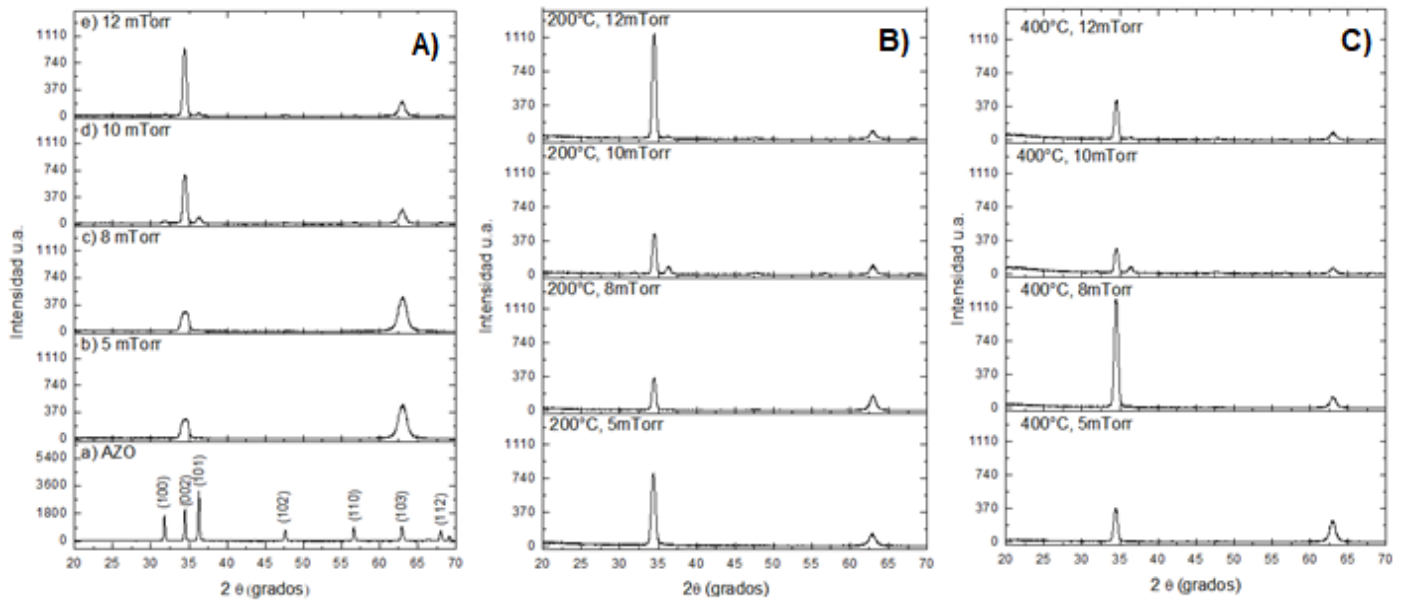 A)
Intensidad u.a.
e) 12 mTorr
1110
740
370
0
d) 10 mTorr
1110
740
370
0
c) 8 mTorr
1110
740
370
0
b) 5 mTorr
1110
740
370
0
a) AZO
5400
3600
1800
0
(100)
(002)
(101)
(102)
(110)
(103)
(112)
20 25 30 35 40 45 50 55 60 65 70
2 θ (grados)
B)
Intensidad u.a.
200°C, 12mTorr
1110
740
370
0
200°C, 10mTorr
1110
740
370
0
200°C, 8mTorr
1110
740
370
0
200°C, 5mTorr
1110
740
370
0
20 25 30 35 40 45 50 55 60 65 70
2θ (grados)
C)
Intensidad u.a.
400°C, 12mTorr
1110
740
370
0
400°C, 10mTorr
1110
740
370
0
400°C, 8mTorr
1110
740
370
0
400°C, 5mTorr
1110
740
370
0
20 25 30 35 40 45 50 55 60 65 70
2 θ (grados)